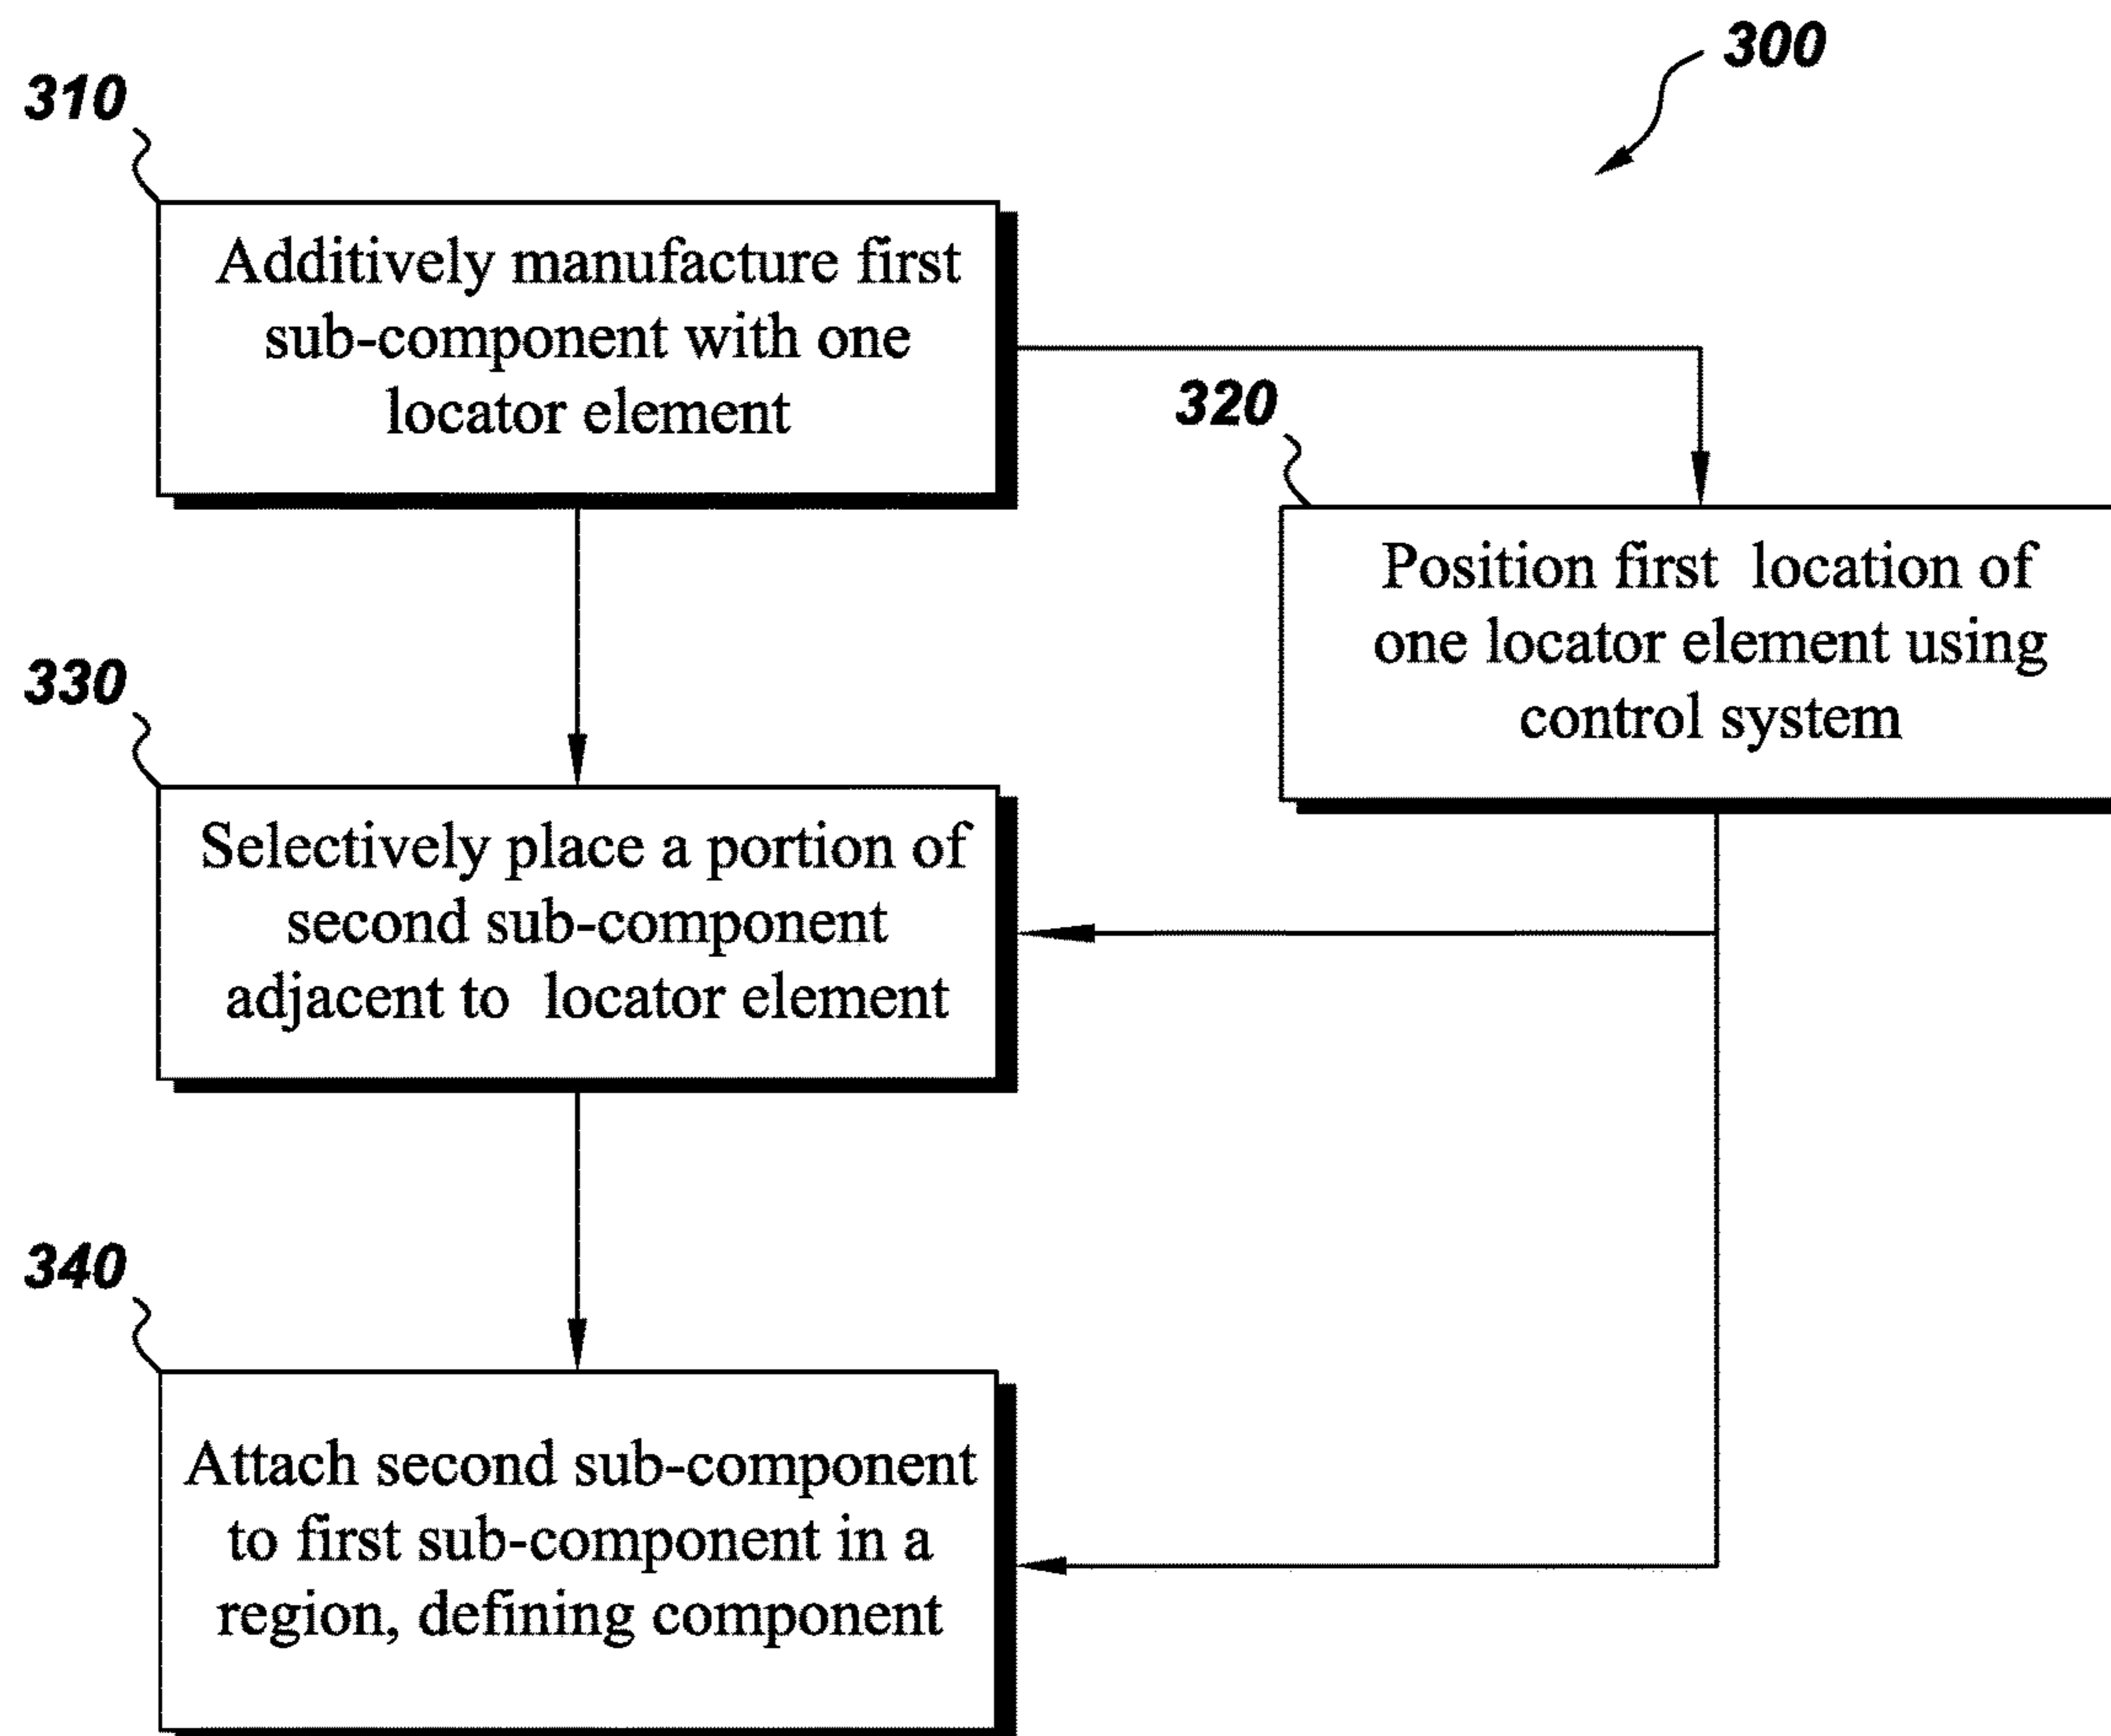 300
310
Additively manufacture first
sub-component with one
locator element
320
Position first location of
one locator element using
control system
330
Selectively place a portion of
second sub-component
adjacent to locator element
340
Attach second sub-component
to first sub-component in a
region, defining component